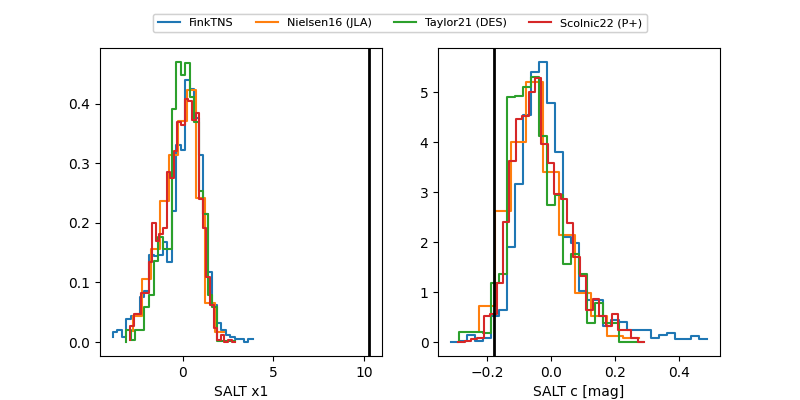 FinkTNS Nielsen16 (JLA) Taylor21 (DES) Scolnic22 (P+)
0.4
0.3
0.2
0.1
0.0
0 5 10
SALT x1
5
4
3
2
1
0
−0.2 0.0 0.2 0.4
SALT c [mag]